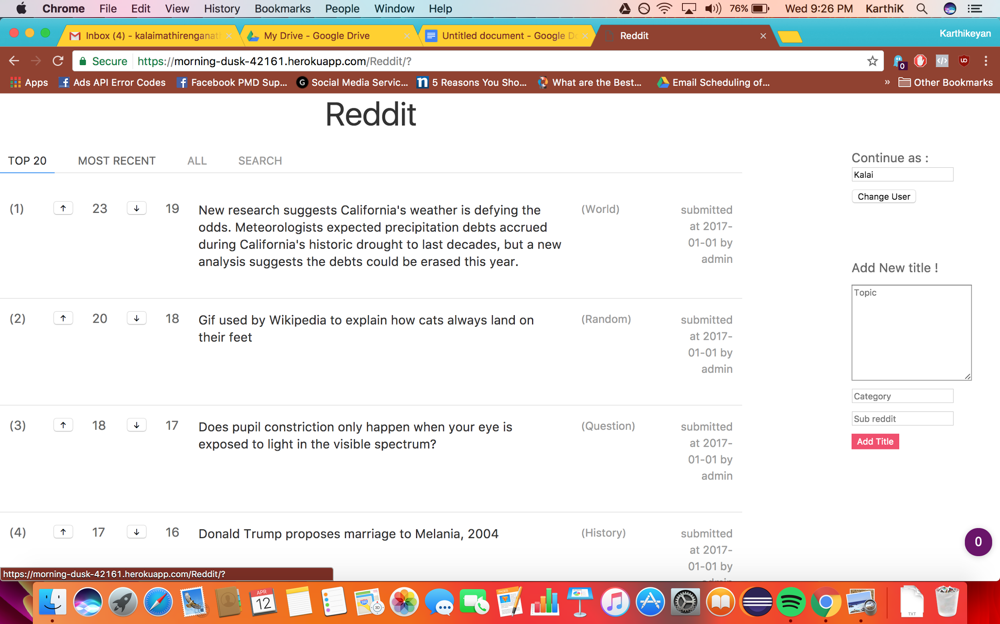 Chrome File Edit View History Bookmarks People Window Help 76% Wed 9:26 PM KarthiK
Inbox (4) - kalaimathirenganat My Drive - Google Drive Untitled document - Google Do Reddit Karthikeyan
Secure https://morning-dusk-42161.herokuapp.com/Reddit/? 0
Apps Ads API Error Codes Facebook PMD Sup... G Social Media Servic... n 5 Reasons You Sho... What are the Best... Email Scheduling of... » Other Bookmarks
Reddit
TOP 20 MOST RECENT ALL SEARCH
(1) ↑ 23 ↓ 19
New research suggests California's weather is defying the
odds. Meteorologists expected precipitation debts accrued
during California's historic drought to last decades, but a new
analysis suggests the debts could be erased this year.
(World)
submitted
at 2017-
01-01 by
admin
(2) ↑ 20 ↓ 18
Gif used by Wikipedia to explain how cats always land on
their feet
(Random)
submitted
at 2017-
01-01 by
admin
(3) ↑ 18 ↓ 17
Does pupil constriction only happen when your eye is
exposed to light in the visible spectrum?
(Question)
submitted
at 2017-
01-01 by
admin
(4) ↑ 17 ↓ 16
Donald Trump proposes marriage to Melania, 2004
(History)
submitted
at 2017-
01-01 by
Continue as :
Kalai
Change User
Add New title !
Topic
Category
Sub reddit
Add Title
0
https://morning-dusk-42161.herokuapp.com/Reddit/?
APR
12
280
3D
PAGES
TXT